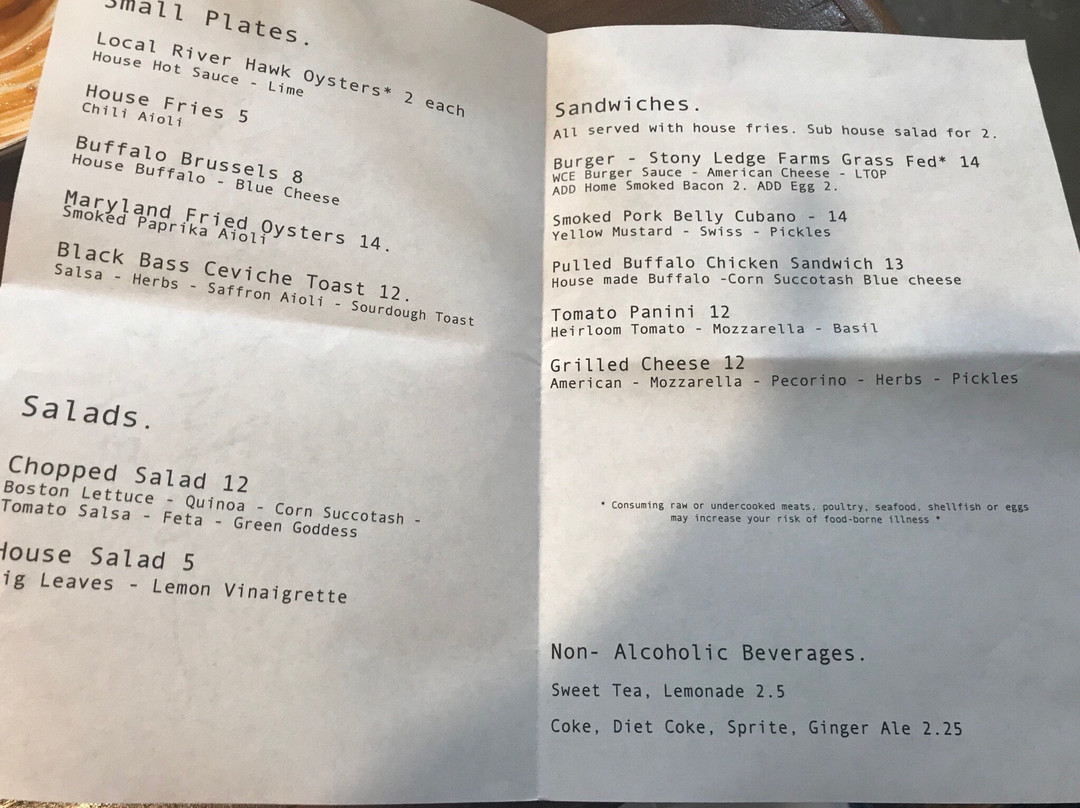 Small Plates.
Local River Hawk Oysters* 2 each
House Hot Sauce - Lime
House Fries 5
Chili Aioli
Buffalo Brussels 8
House Buffalo - Blue Cheese
Maryland Fried Oysters 14.
Smoked Paprika Aioli
Black Bass Ceviche Toast 12.
Salsa - Herbs - Saffron Aioli - Sourdough Toast
Salads.
Chopped Salad 12
Boston Lettuce - Quinoa - Corn Succotash -
Tomato Salsa - Feta - Green Goddess
House Salad 5
Leaves - Lemon Vinaigrette
Sandwiches.
All served with house fries. Sub house salad for 2.
Burger - Stony Ledge Farms Grass Fed* 14
WCE Burger Sauce - American Cheese - LTOP
ADD Home Smoked Bacon 2. ADD Egg 2.
Smoked Pork Belly Cubano - 14
Yellow Mustard - Swiss - Pickles
Pulled Buffalo Chicken Sandwich 13
House made Buffalo -Corn Succotash Blue cheese
Tomato Panini 12
Heirloom Tomato - Mozzarella - Basil
Grilled Cheese 12
American - Mozzarella - Pecorino - Herbs - Pickles
* Consuming raw or undercooked meats, poultry, seafood, shellfish or eggs
may increase your risk of food-borne illness *
Non- Alcoholic Beverages.
Sweet Tea, Lemonade 2.5
Coke, Diet Coke, Sprite, Ginger Ale 2.25